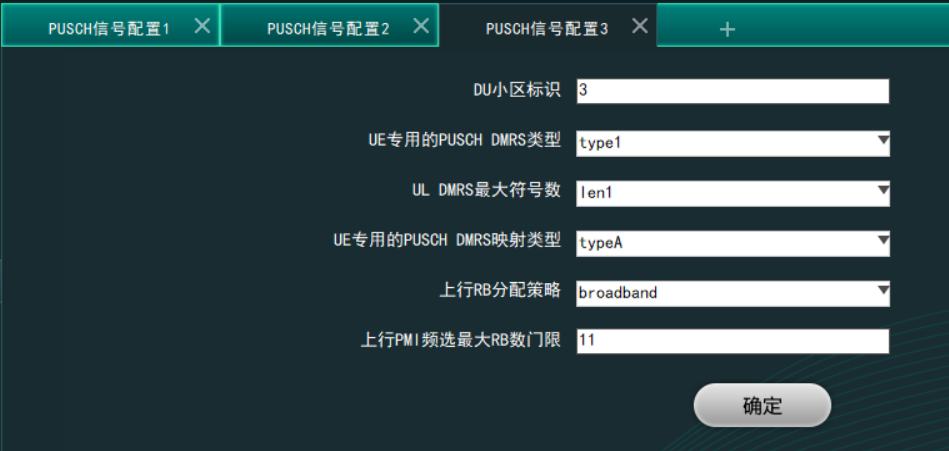 PUSCH信号配置1 × PUSCH信号配置2 × PUSCH信号配置3 × +
DU小区标识 3
UE专用的PUSCH DMRS类型 type1
UL DMRS最大符号数 len1
UE专用的PUSCH DMRS映射类型 typeA
上行RB分配策略 broadband
上行PMI频选最大RB数门限 11
确定